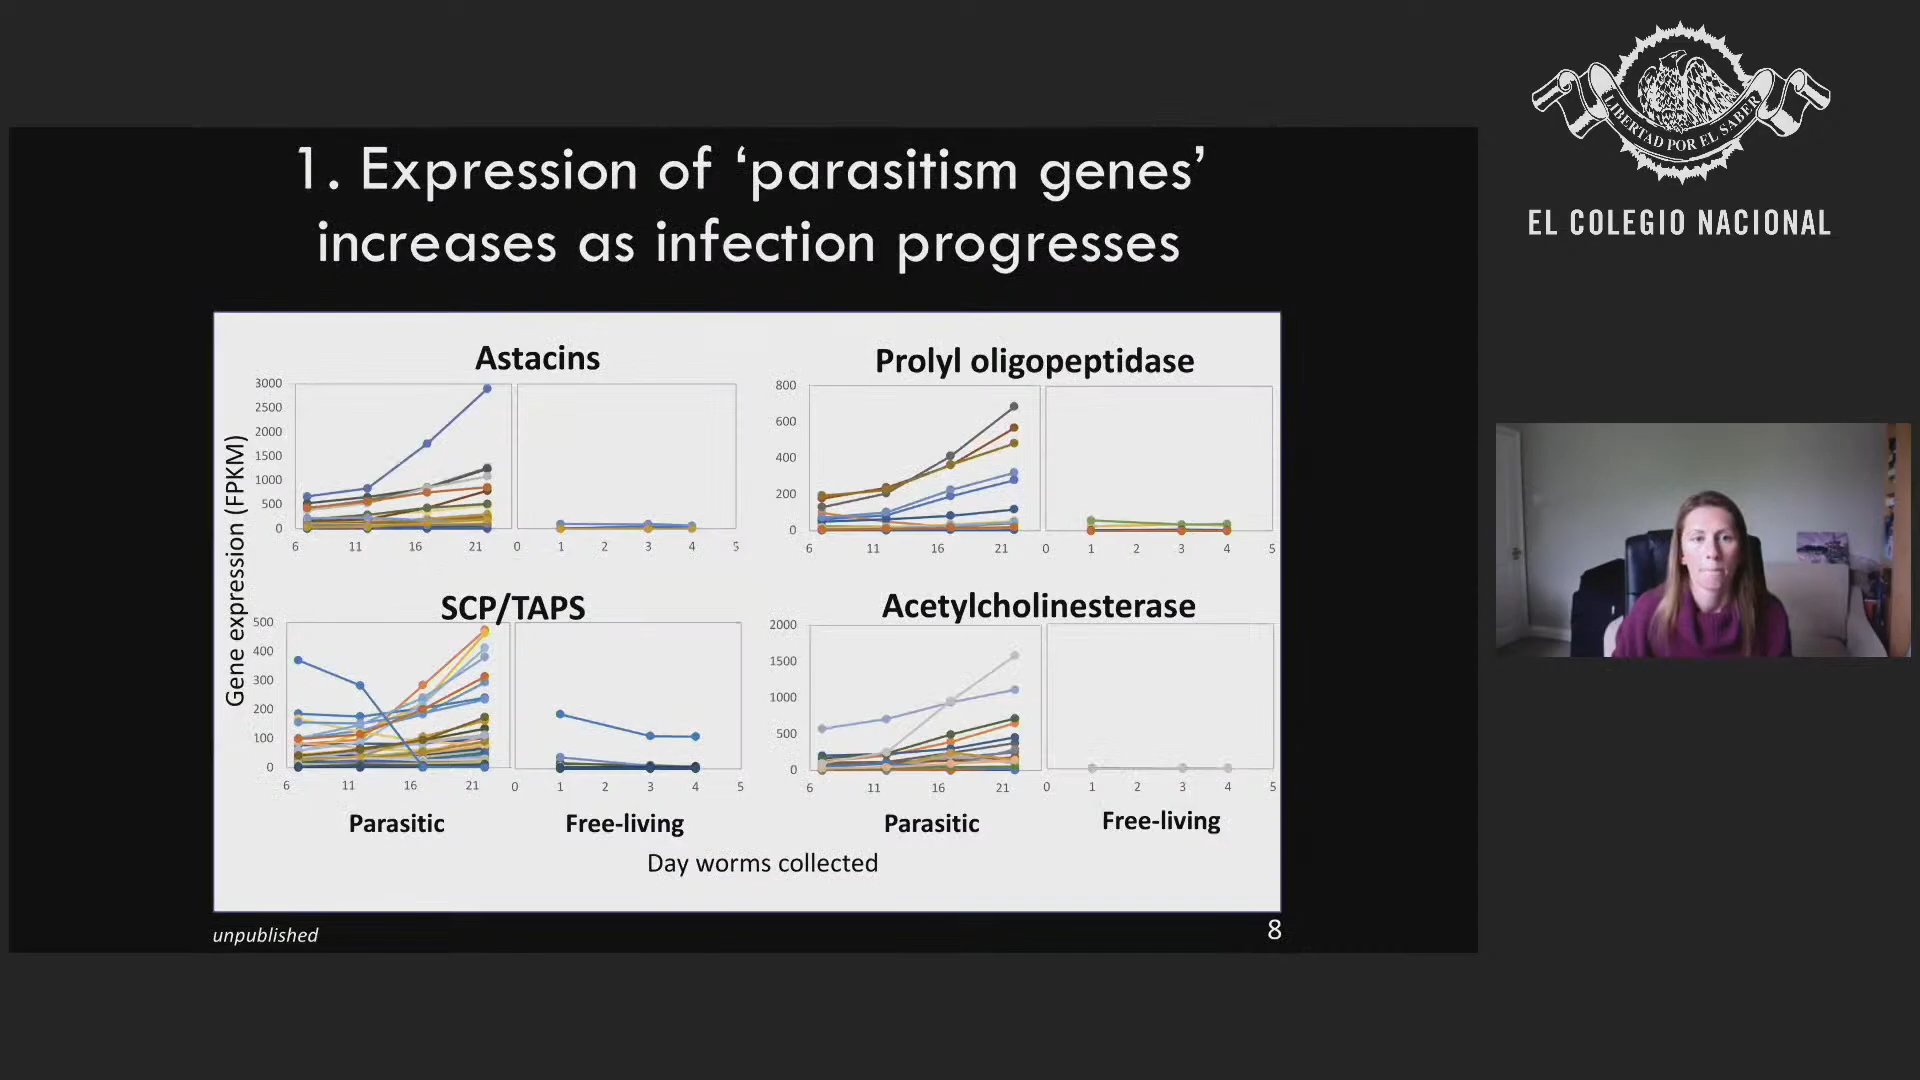 LIBERTAD POR EL SABER
EL COLEGIO NACIONAL
1. Expression of ‘parasitism genes’
increases as infection progresses
Gene expression (FPKM)
Astacins
3000
2500
2000
1500
1000
500
0
6 11 16 21 0 1 2 3 4 5
Prolyl oligopeptidase
800
600
400
200
0
6 11 16 21 0 1 2 3 4 5
SCP/TAPS
500
400
300
200
100
0
6 11 16 21 0 1 2 3 4 5
Acetylcholinesterase
2000
1500
1000
500
0
6 11 16 21 0 1 2 3 4 5
Parasitic Free-living Parasitic Free-living
Day worms collected
unpublished
8